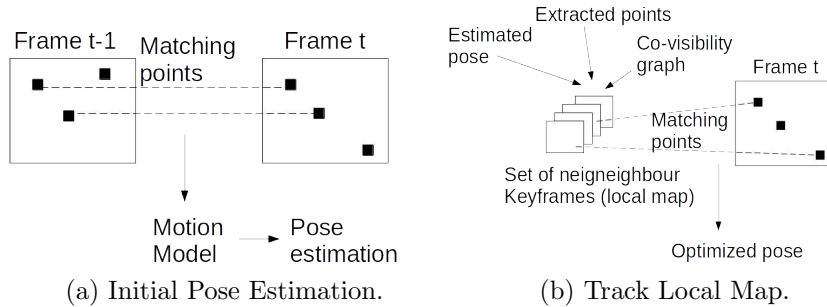 Frame t-1
Matching
points
Frame t
Motion
Model
Pose
estimation
(a) Initial Pose Estimation.
Extracted points
Estimated
pose
Co-visibility
graph
Frame t
Matching
points
Set of neigneighbour
Keyframes (local map)
Optimized pose
(b) Track Local Map.